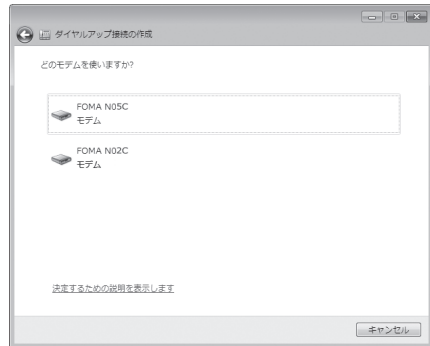 ダイヤルアップ接続の作成
どのモデムを使いますか?
FOMA N05C
モデム
FOMA N02C
モデム
決定するための説明を表示します
キャンセル